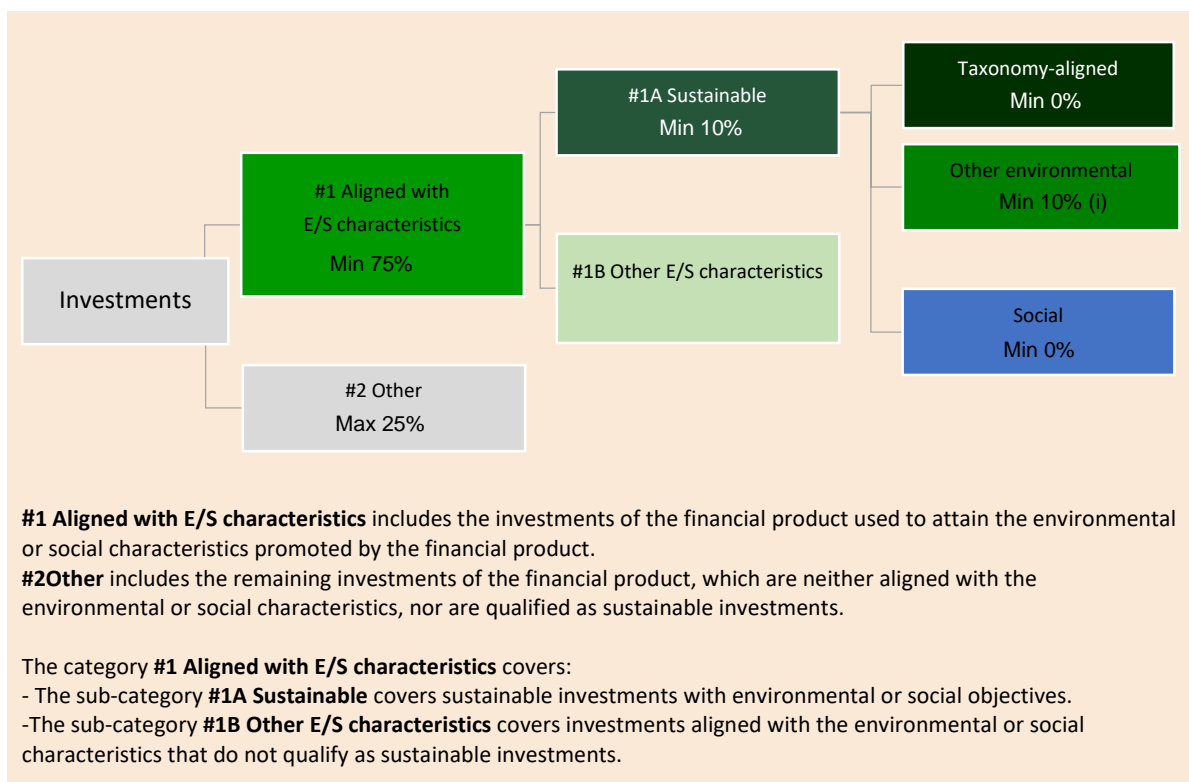 Investments
#1 Aligned with
E/S characteristics
Min 75%
#2 Other
Max 25%
#1A Sustainable
Min 10%
#1B Other E/S characteristics
Taxonomy-aligned
Min 0%
Other environmental
Min 10% (i)
Social
Min 0%
#1 Aligned with E/S characteristics includes the investments of the financial product used to attain the environmental
or social characteristics promoted by the financial product.
#2Other includes the remaining investments of the financial product, which are neither aligned with the
environmental or social characteristics, nor are qualified as sustainable investments.
The category #1 Aligned with E/S characteristics covers:
- The sub-category #1A Sustainable covers sustainable investments with environmental or social objectives.
-The sub-category #1B Other E/S characteristics covers investments aligned with the environmental or social
characteristics that do not qualify as sustainable investments.